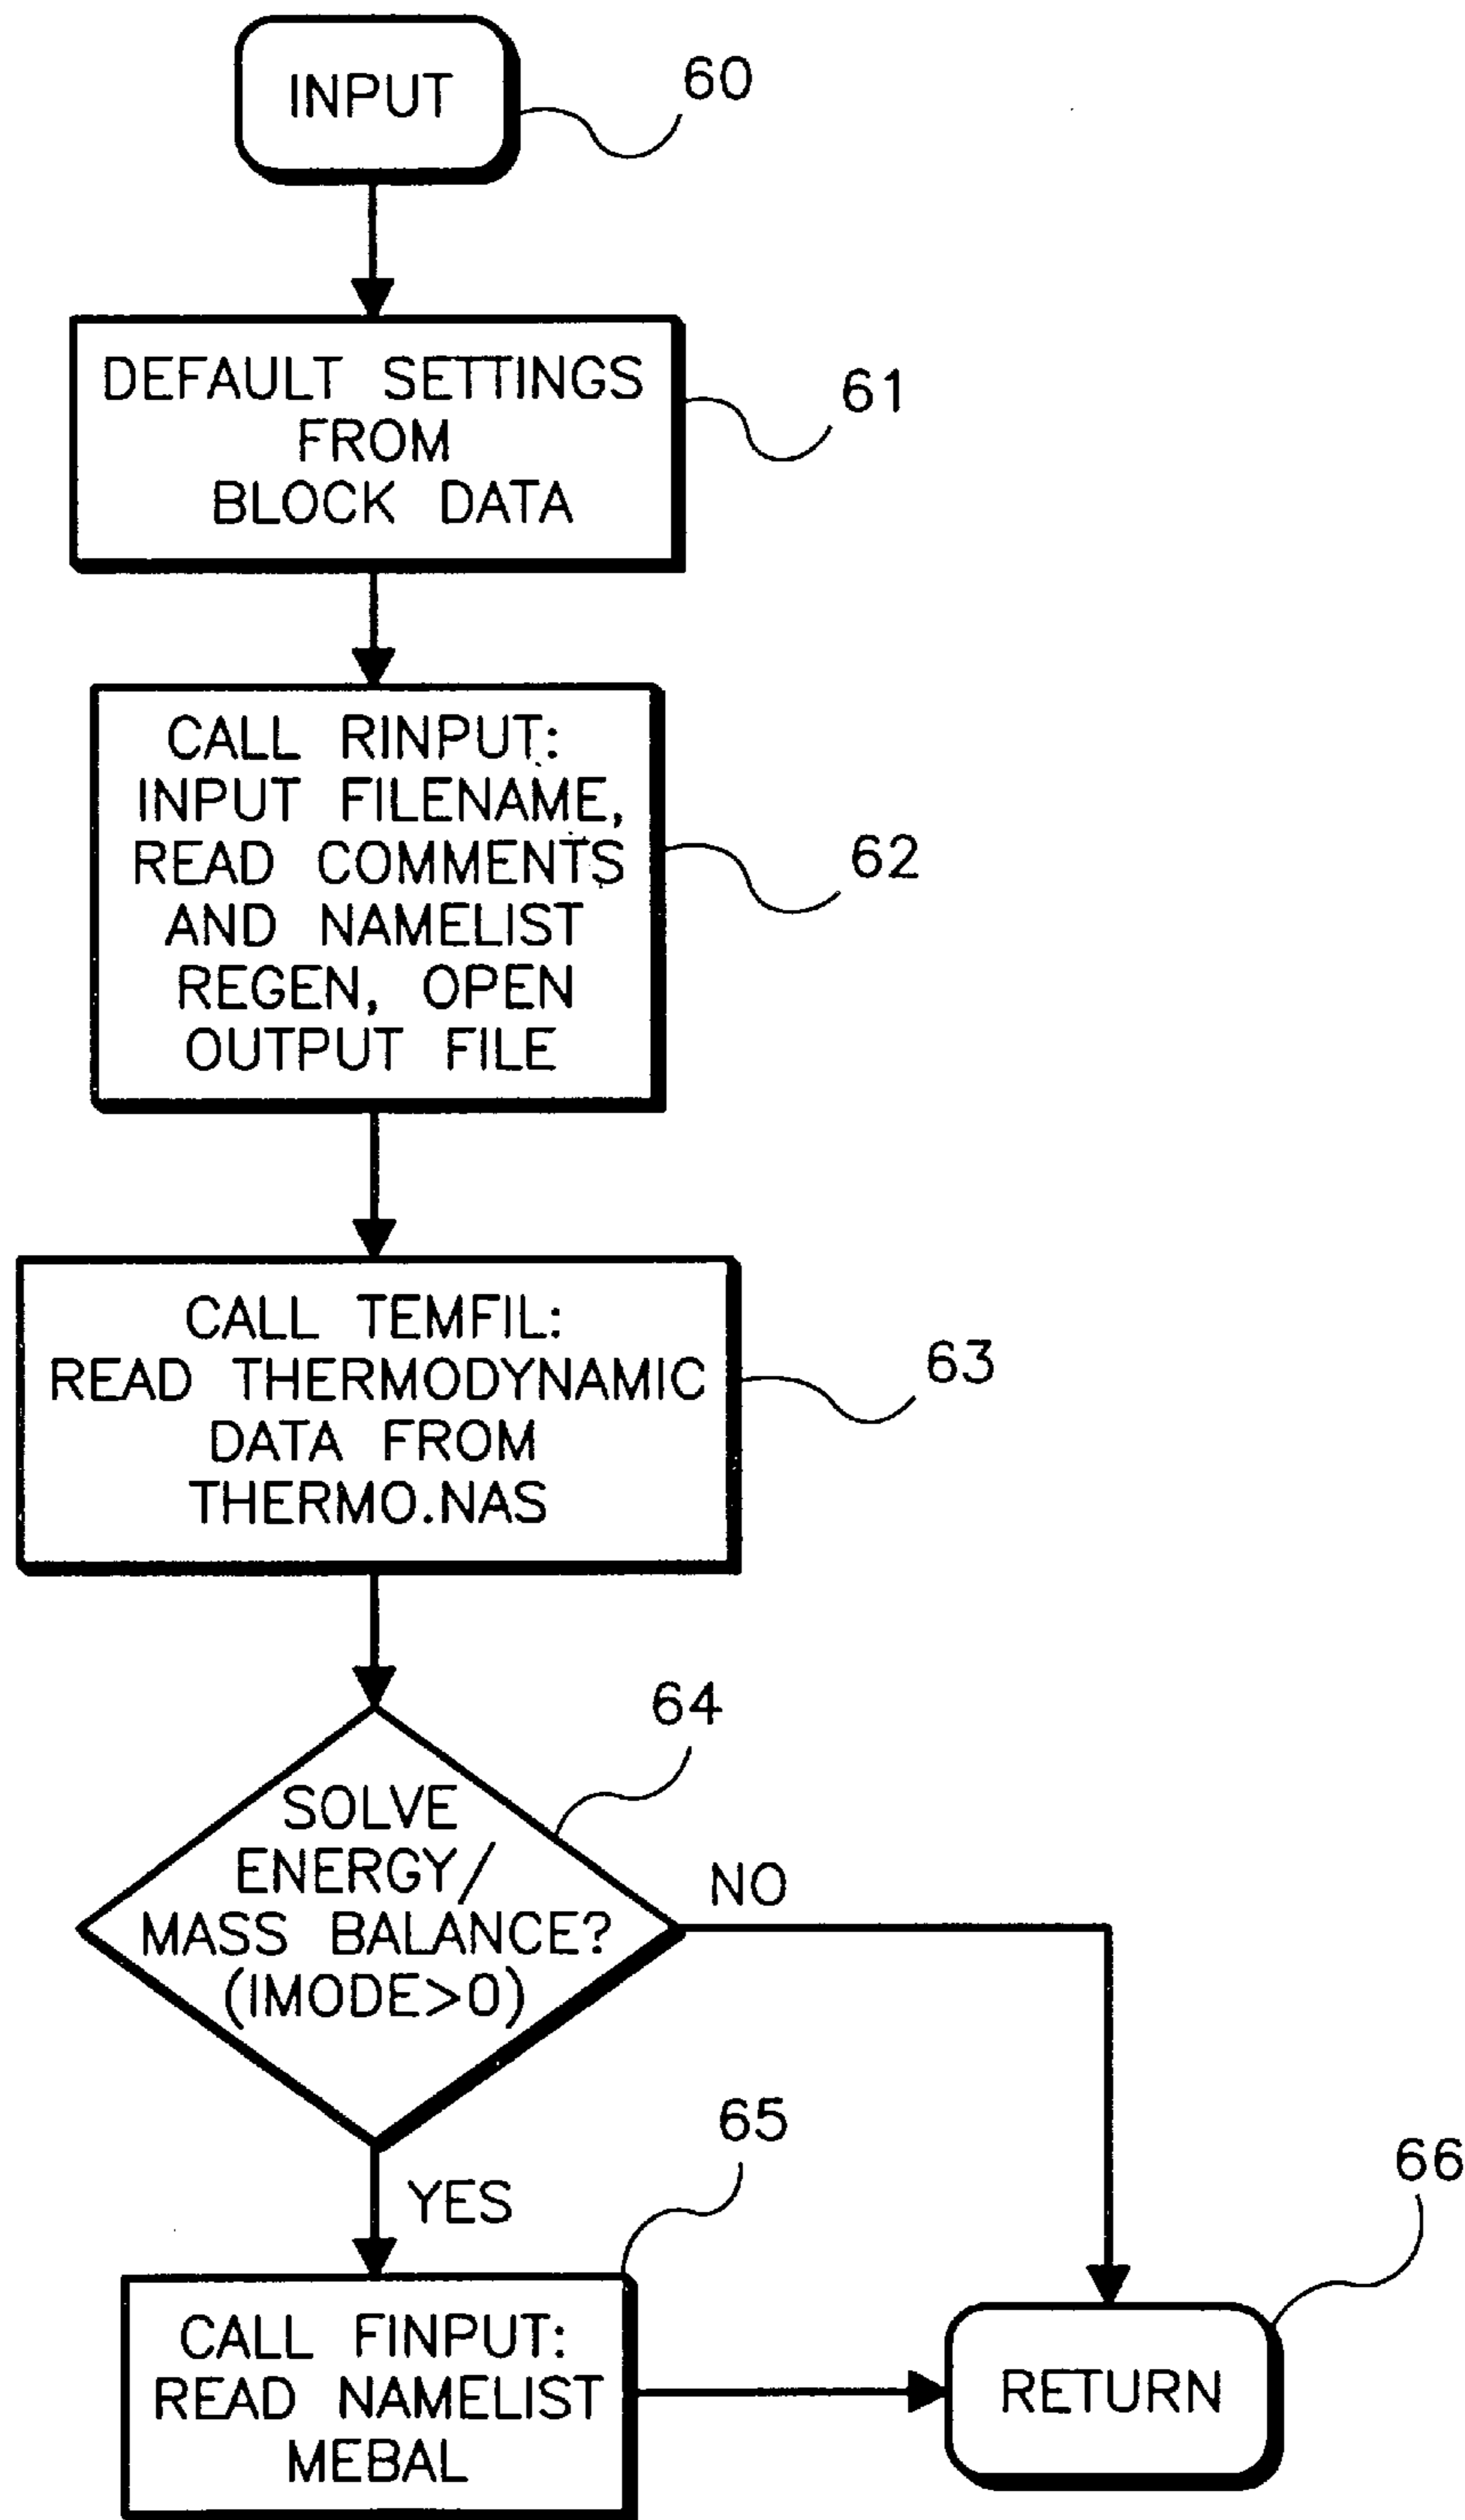 INPUT
60
DEFAULT SETTINGS
FROM
BLOCK DATA
61
CALL RINPUT:
INPUT FILENAME,
READ COMMENTS
AND NAMELIST
REGEN, OPEN
OUTPUT FILE
62
CALL TEMFIL:
READ THERMODYNAMIC
DATA FROM
THERMO.NAS
63
64
SOLVE
ENERGY/
MASS BALANCE?
(IMODE>0)
NO
YES
65
CALL FINPUT:
READ NAMELIST
MEBAL
66
RETURN